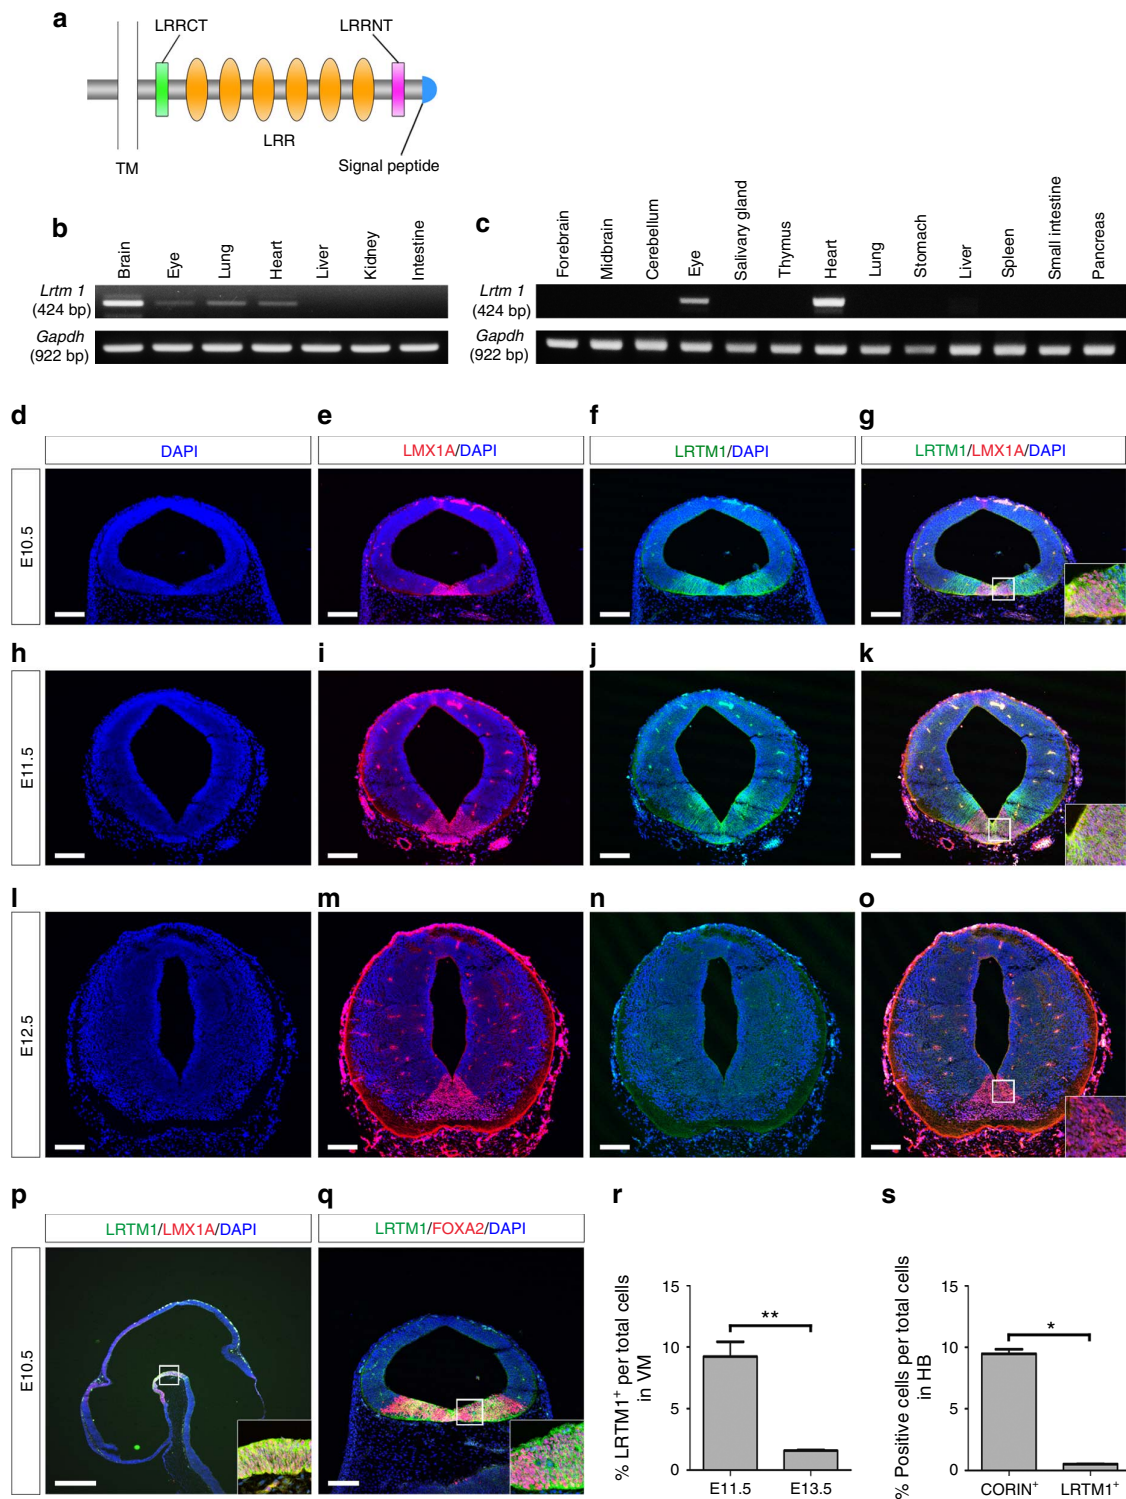 a
LRRCT
LRRNT
LRR
TM
Signal peptide
b
Brain
Eye
Lung
Heart
Liver
Kidney
Intestine
Lrtm 1
(424 bp)
Gapdh
(922 bp)
c
Forebrain
Midbrain
Cerebellum
Eye
Salivary gland
Thymus
Heart
Lung
Stomach
Liver
Spleen
Small intestine
Pancreas
Lrtm 1
(424 bp)
Gapdh
(922 bp)
d
e
f
g
DAPI
LMX1A/DAPI
LRTM1/DAPI
LRTM1/LMX1A/DAPI
E10.5
h
i
j
k
E11.5
l
m
n
o
E12.5
p
q
LRTM1/LMX1A/DAPI
LRTM1/FOXA2/DAPI
E10.5
r
% LRTM1⁺ per total cells
in VM
15
10
5
0
**
E11.5
E13.5
s
% Positive cells per total cells
in HB
15
10
5
0
*
CORIN⁺
LRTM1⁺